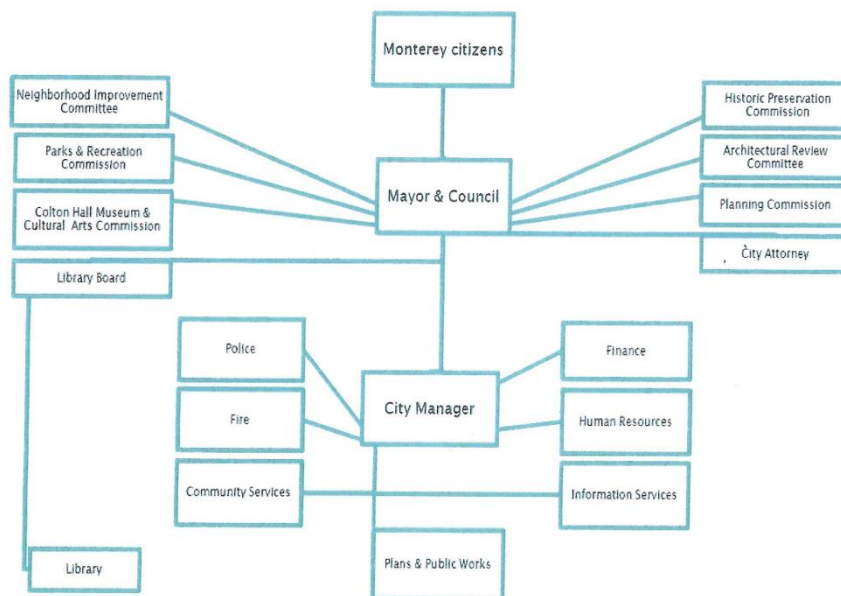 Monterey citizens
Neighborhood Improvement
Committee
Historic Preservation
Commission
Parks & Recreation
Commission
Architectural Review
Committee
Mayor & Council
Colton Hall Museum &
Cultural Arts Commission
Planning Commission
City Attorney
Library Board
Police
Finance
City Manager
Fire
Human Resources
Community Services
Information Services
Plans & Public Works
Library